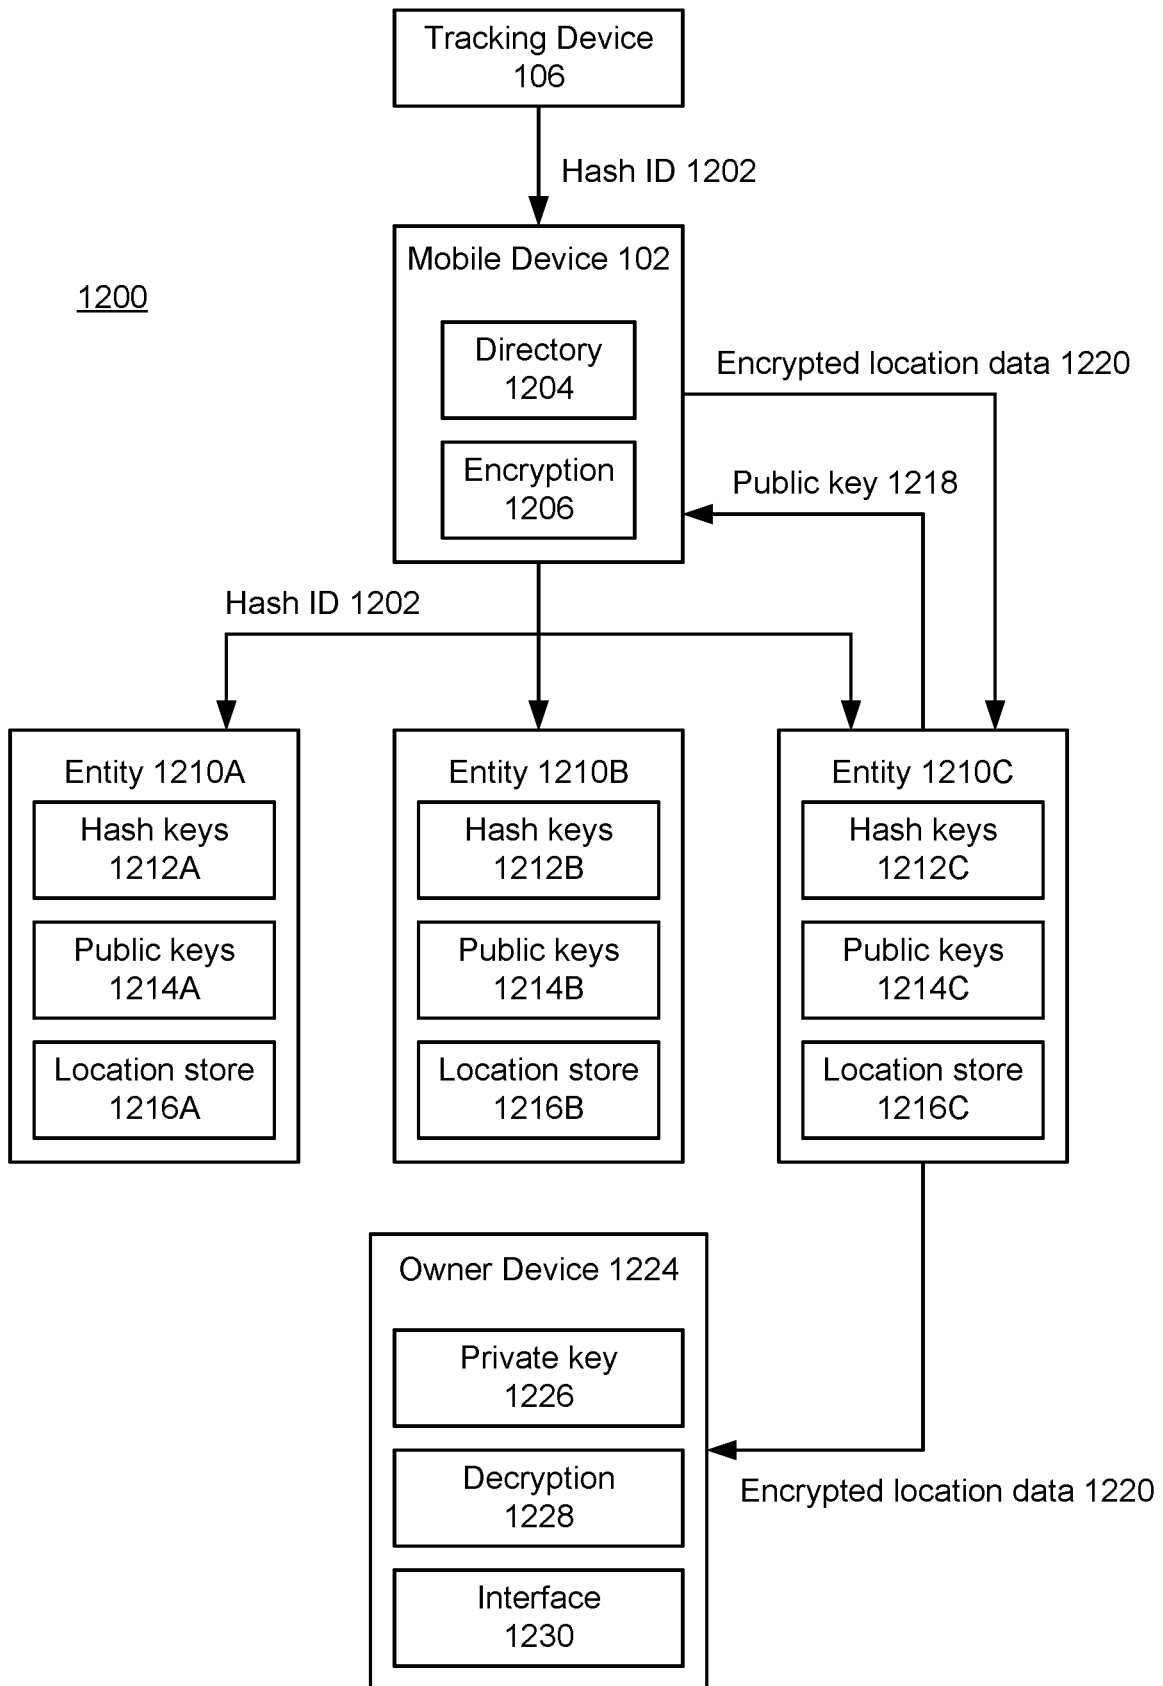 Tracking Device
106
Hash ID 1202
1200
Mobile Device 102
Directory
1204
Encryption
1206
Encrypted location data 1220
Public key 1218
Hash ID 1202
Entity 1210A
Hash keys
1212A
Public keys
1214A
Location store
1216A
Entity 1210B
Hash keys
1212B
Public keys
1214B
Location store
1216B
Entity 1210C
Hash keys
1212C
Public keys
1214C
Location store
1216C
Owner Device 1224
Private key
1226
Decryption
1228
Interface
1230
Encrypted location data 1220